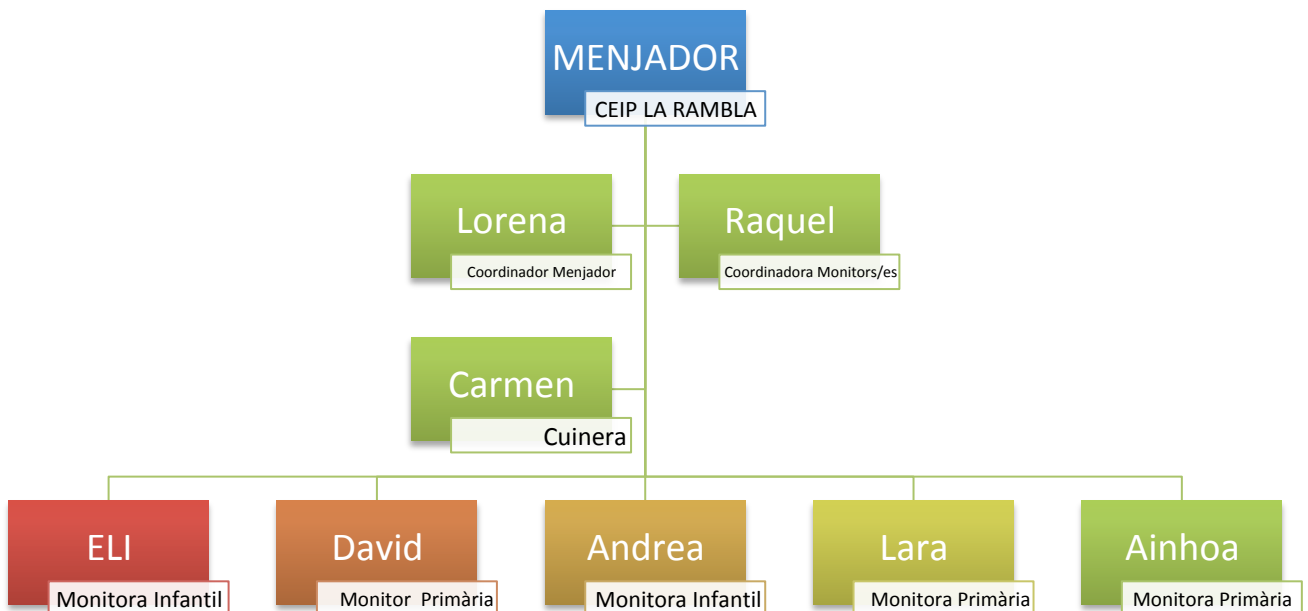 MENJADOR
CEIP LA RAMBLA
Lorena
Coordinador Menjador
Raquel
Coordinadora Monitors/es
Carmen
Cuinera
ELI
Monitora Infantil
David
Monitor Primària
Andrea
Monitora Infantil
Lara
Monitora Primària
Ainhoa
Monitora Primària